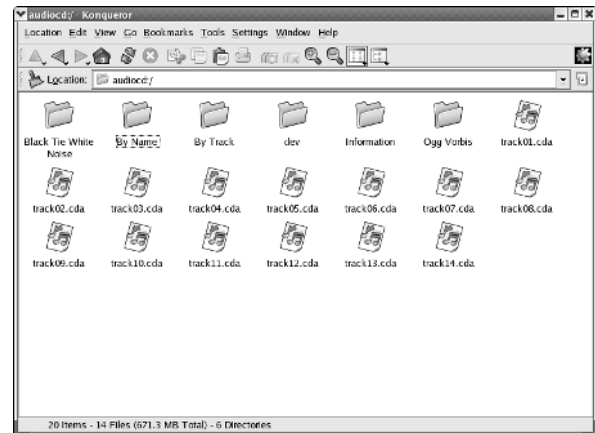 audiocd:/ - Konqueror
Location Edit View Go Bookmarks Tools Settings Window Help
Location: audiocd:/
Black Tie White Noise By Name By Track dev Information Ogg Vorbis track01.cda
track02.cda track03.cda track04.cda track05.cda track06.cda track07.cda track08.cda
track09.cda track10.cda track11.cda track12.cda track13.cda track14.cda
20 Items - 14 Files (671.3 MB Total) - 6 Directories